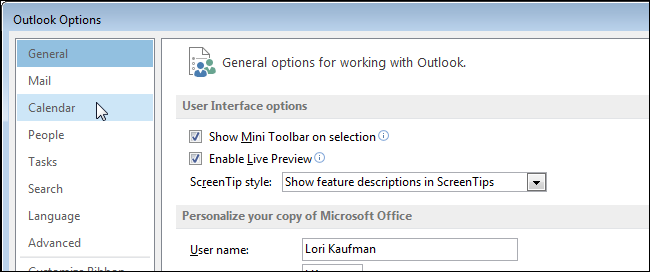 Outlook Options
General
Mail
Calendar
People
Tasks
Search
Language
Advanced
Customize Ribbon
General options for working with Outlook.
User Interface options
Show Mini Toolbar on selection
Enable Live Preview
ScreenTip style: Show feature descriptions in ScreenTips
Personalize your copy of Microsoft Office
User name: Lori Kaufman